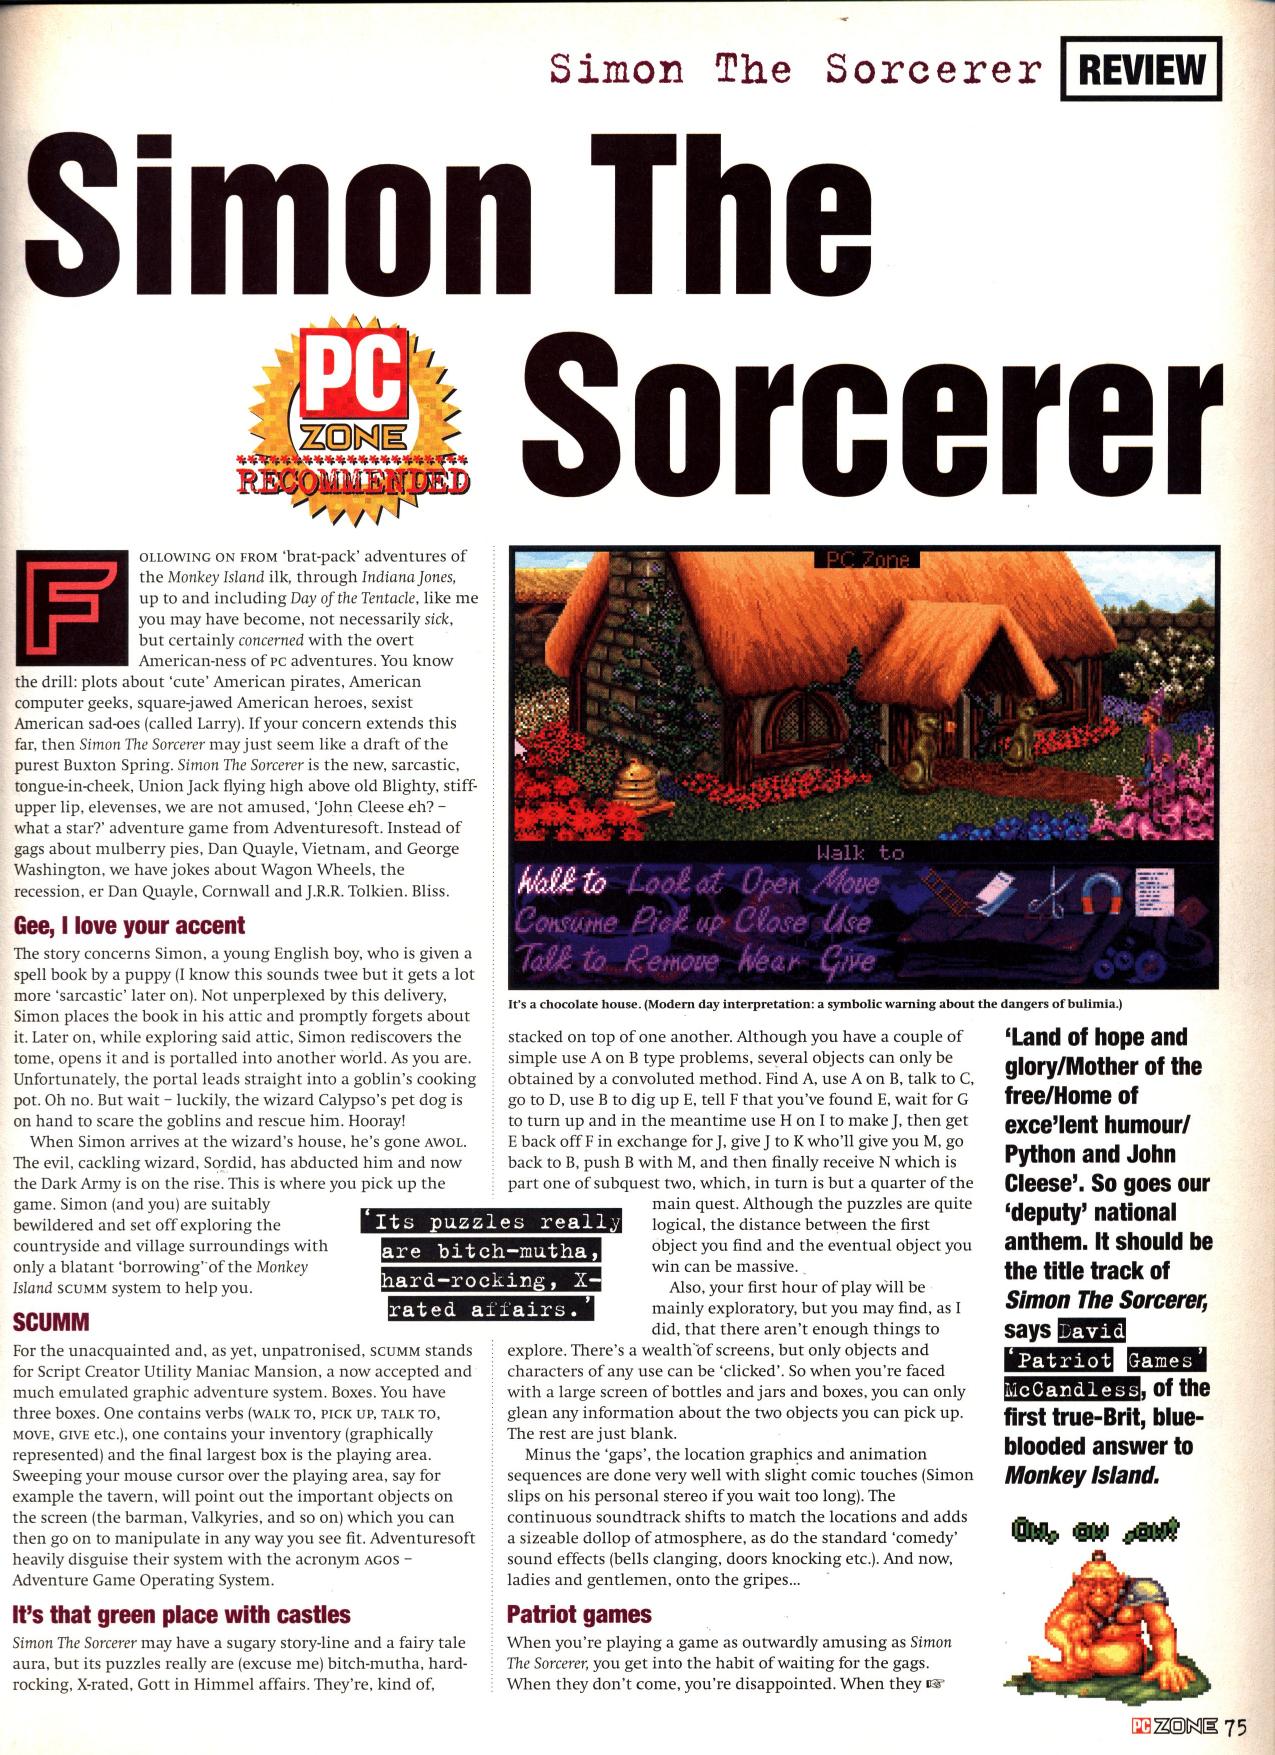 Simon The Sorcerer REVIEW
Simon The
Sorcerer
PC
ZONE
RECOMMENDED
FOLLOWING ON FROM ‘brat-pack’ adventures of
the Monkey Island ilk, through Indiana Jones,
up to and including Day of the Tentacle, like me
you may have become, not necessarily sick,
but certainly concerned with the overt
American-ness of PC adventures. You know
the drill: plots about ‘cute’ American pirates, American
computer geeks, square-jawed American heroes, sexist
American sad-oes (called Larry). If your concern extends this
far, then Simon The Sorcerer may just seem like a draft of the
purest Buxton Spring. Simon The Sorcerer is the new, sarcastic,
tongue-in-cheek, Union Jack flying high above old Blighty, stiff-
upper lip, elevenses, we are not amused, ‘John Cleese eh? –
what a star?’ adventure game from Adventuresoft. Instead of
gags about mulberry pies, Dan Quayle, Vietnam, and George
Washington, we have jokes about Wagon Wheels, the
recession, er Dan Quayle, Cornwall and J.R.R. Tolkien. Bliss.
Gee, I love your accent
The story concerns Simon, a young English boy, who is given a
spell book by a puppy (I know this sounds twee but it gets a lot
more ‘sarcastic’ later on). Not unperplexed by this delivery,
Simon places the book in his attic and promptly forgets about
it. Later on, while exploring said attic, Simon rediscovers the
tome, opens it and is portalled into another world. As you are.
Unfortunately, the portal leads straight into a goblin’s cooking
pot. Oh no. But wait – luckily, the wizard Calypso’s pet dog is
on hand to scare the goblins and rescue him. Hooray!
When Simon arrives at the wizard’s house, he’s gone AWOL.
The evil, cackling wizard, Sordid, has abducted him and now
the Dark Army is on the rise. This is where you pick up the
game. Simon (and you) are suitably
bewildered and set off exploring the
countryside and village surroundings with
only a blatant ‘borrowing’ of the Monkey
Island SCUMM system to help you.
SCUMM
For the unacquainted and, as yet, unpatronised, SCUMM stands
for Script Creator Utility Maniac Mansion, a now accepted and
much emulated graphic adventure system. Boxes. You have
three boxes. One contains verbs (WALK TO, PICK UP, TALK TO,
MOVE, GIVE etc.), one contains your inventory (graphically
represented) and the final largest box is the playing area.
Sweeping your mouse cursor over the playing area, say for
example the tavern, will point out the important objects on
the screen (the barman, Valkyries, and so on) which you can
then go on to manipulate in any way you see fit. Adventuresoft
heavily disguise their system with the acronym AGOS –
Adventure Game Operating System.
It’s that green place with castles
Simon The Sorcerer may have a sugary story-line and a fairy tale
aura, but its puzzles really are (excuse me) bitch-mutha, hard-
rocking, X-rated, Gott in Himmel affairs. They’re, kind of,
‘Its puzzles really
are bitch-mutha,
hard-rocking, X-
rated affairs.’
PC Zone
Walk to
Walk to Look at Open Move
Consume Pick up Close Use
Talk to Remove Wear Give
It’s a chocolate house. (Modern day interpretation: a symbolic warning about the dangers of bulimia.)
stacked on top of one another. Although you have a couple of
simple use A on B type problems, several objects can only be
obtained by a convoluted method. Find A, use A on B, talk to C,
go to D, use B to dig up E, tell F that you’ve found E, wait for G
to turn up and in the meantime use H on I to make J, then get
E back off F in exchange for J, give J to K who’ll give you M, go
back to B, push B with M, and then finally receive N which is
part one of subquest two, which, in turn is but a quarter of the
main quest. Although the puzzles are quite
logical, the distance between the first
object you find and the eventual object you
win can be massive.
Also, your first hour of play will be
mainly exploratory, but you may find, as I
did, that there aren’t enough things to
explore. There’s a wealth of screens, but only objects and
characters of any use can be ‘clicked’. So when you’re faced
with a large screen of bottles and jars and boxes, you can only
glean any information about the two objects you can pick up.
The rest are just blank.
Minus the ‘gaps’, the location graphics and animation
sequences are done very well with slight comic touches (Simon
slips on his personal stereo if you wait too long). The
continuous soundtrack shifts to match the locations and adds
a sizeable dollop of atmosphere, as do the standard ‘comedy’
sound effects (bells clanging, doors knocking etc.). And now,
ladies and gentlemen, onto the gripes...
Patriot games
When you’re playing a game as outwardly amusing as Simon
The Sorcerer, you get into the habit of waiting for the gags.
When they don’t come, you’re disappointed. When they ☞
‘Land of hope and
glory/Mother of the
free/Home of
exce’lent humour/
Python and John
Cleese’. So goes our
‘deputy’ national
anthem. It should be
the title track of
Simon The Sorcerer,
says David
‘Patriot Games’
McCandless, of the
first true-Brit, blue-
blooded answer to
Monkey Island.
Ow, ow ,ow!
PC ZONE 75